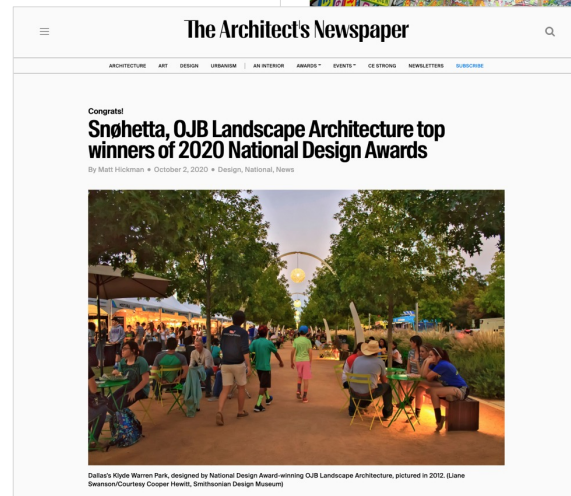 The Architect's Newspaper
ARCHITECTURE ART DESIGN URBANISM | AN INTERIOR AWARDS EVENTS CE STRONG NEWSLETTERS SUBSCRIBE
Congrats!
Snøhetta, OJB Landscape Architecture top
winners of 2020 National Design Awards
By Matt Hickman • October 2, 2020 • Design, National, News
Dallas's Klyde Warren Park, designed by National Design Award-winning OJB Landscape Architecture, pictured in 2012. (Liane
Swanson/Courtesy Cooper Hewitt, Smithsonian Design Museum)